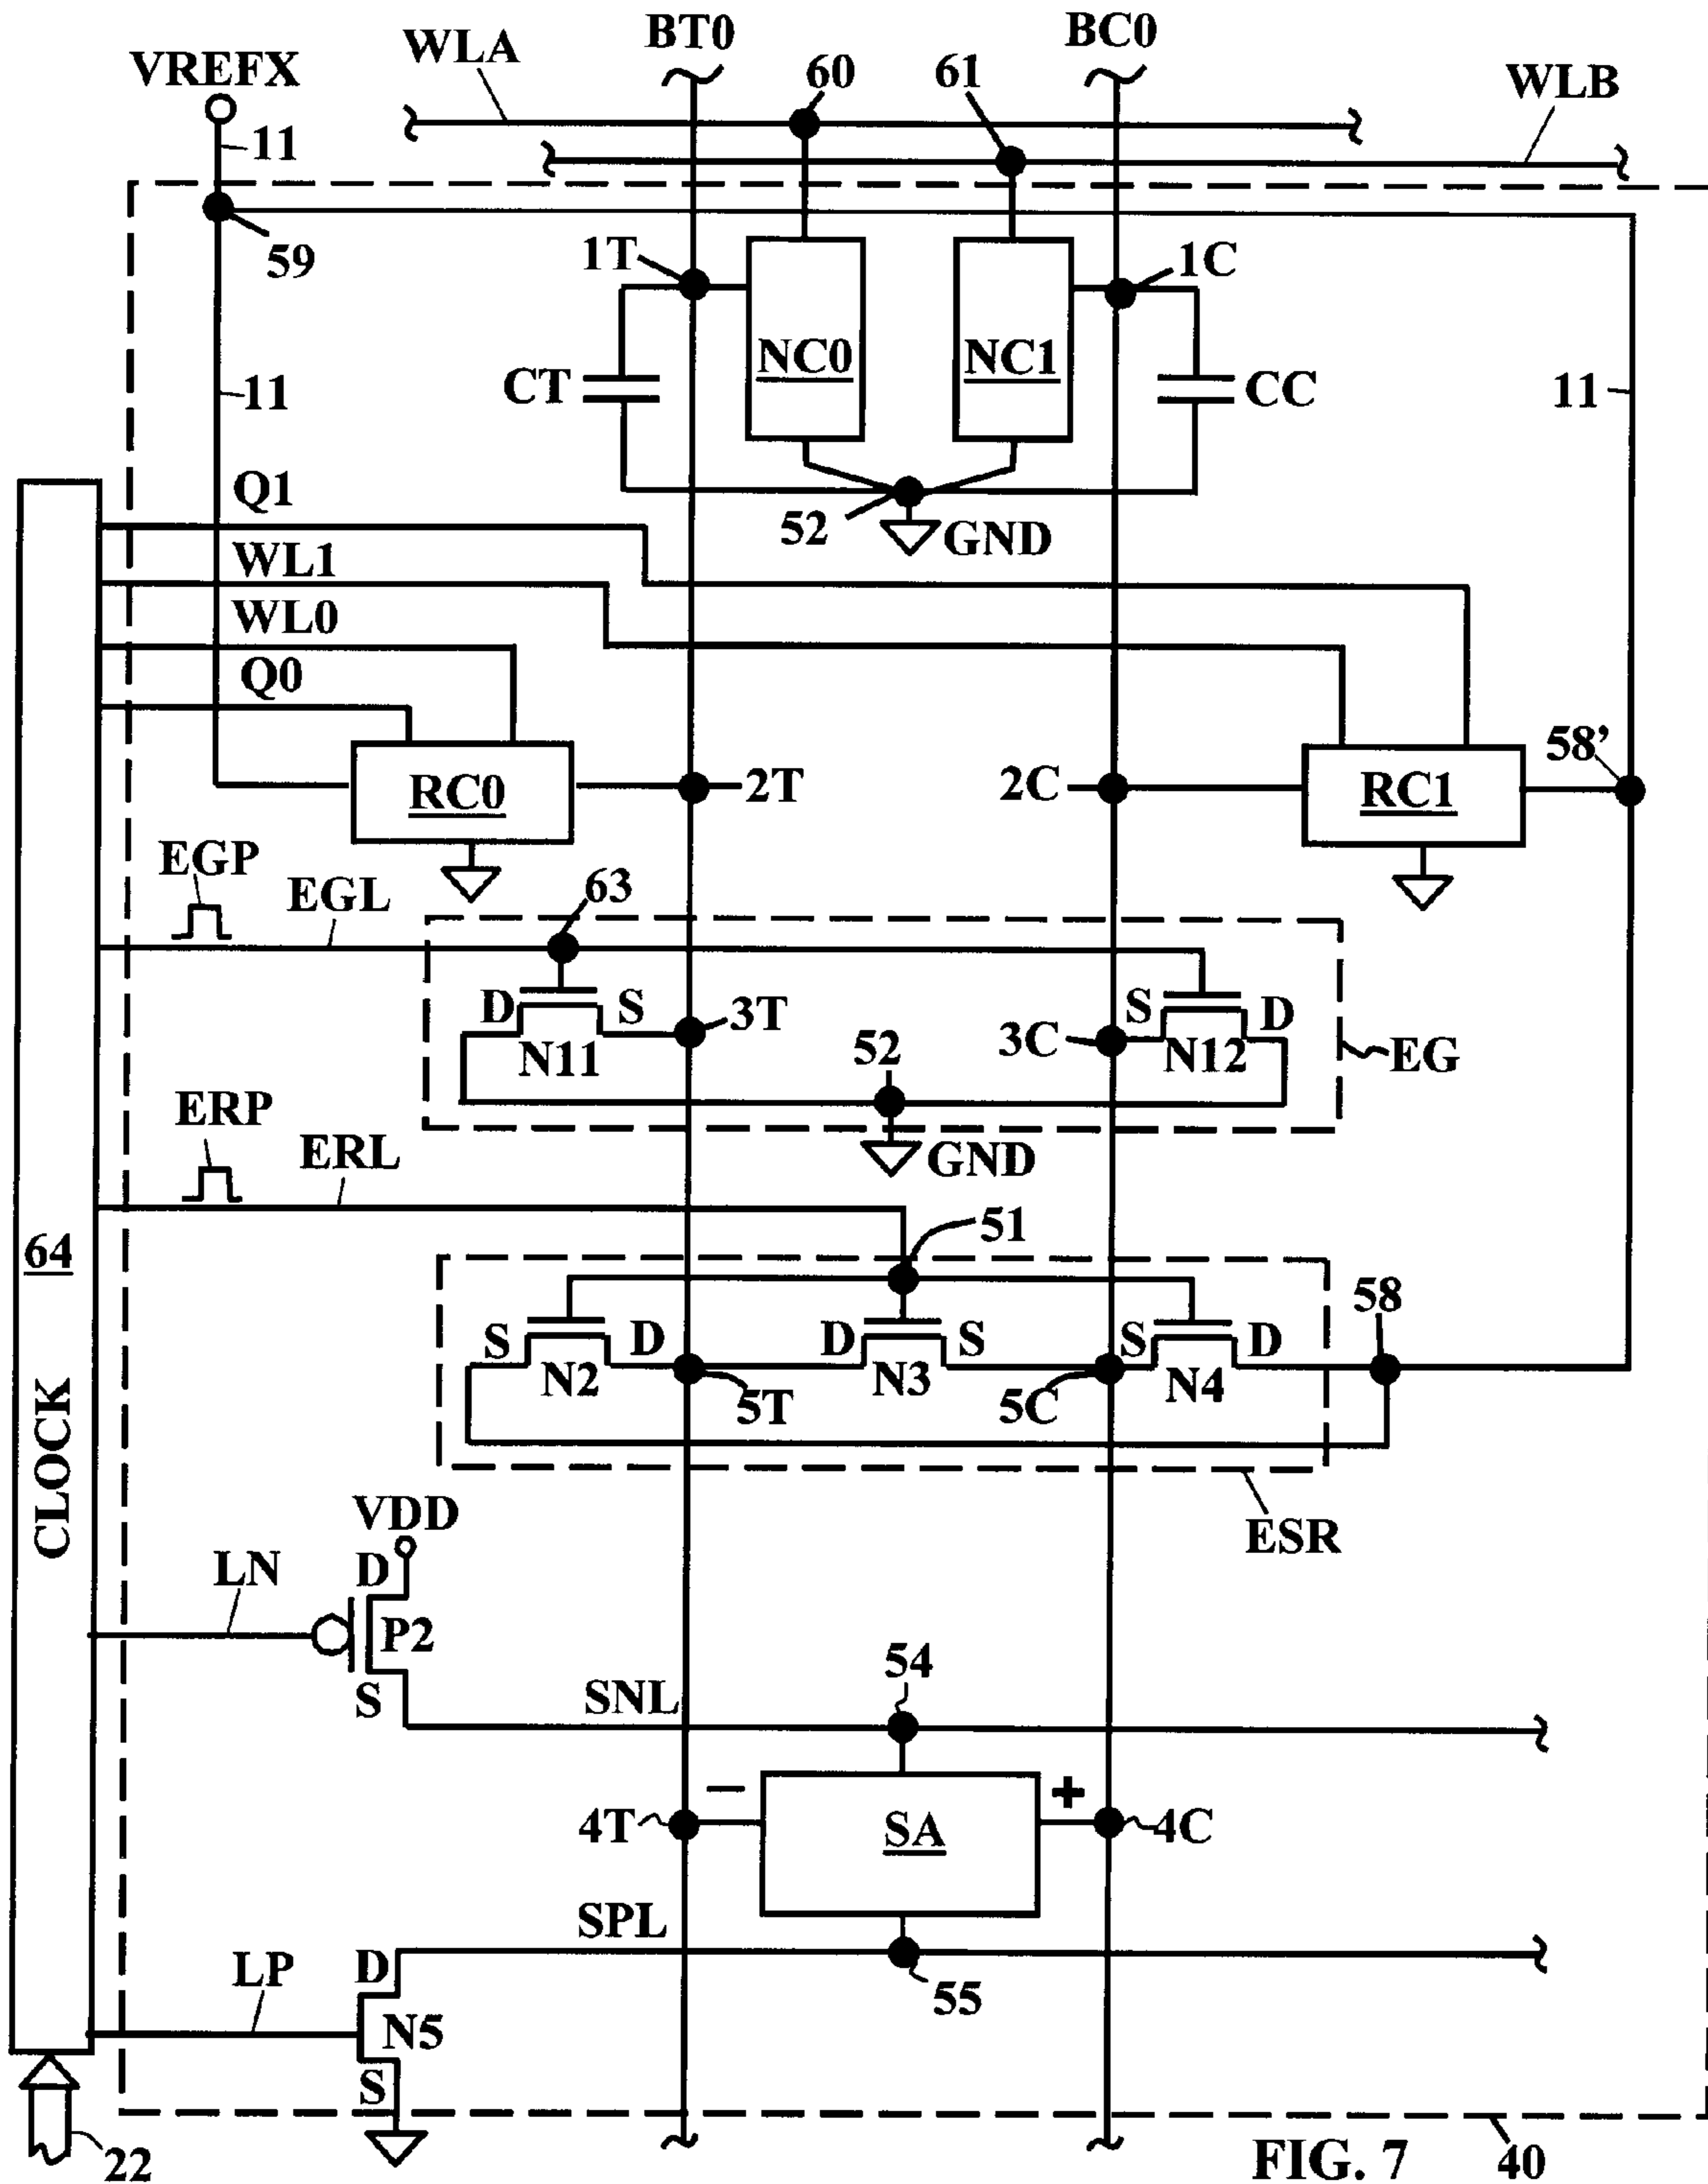 BT0
BC0
WLA
60
61
VREFX
WLB
11
59
1T
1C
NC0
NC1
CT
CC
11
11
Q1
52
GND
WL1
WL0
Q0
58'
RC0
2T
2C
RC1
EGP
EGL
63
D
S
3T
S
D
N11
52
3C
N12
EG
ERP
ERL
GND
51
64
58
S
D
D
S
S
D
N2
N3
N4
5T
5C
CLOCK
VDD
ESR
LN
D
P2
54
S
SNL
−
+
4T
SA
4C
SPL
LP
D
55
N5
S
22
FIG. 7
40